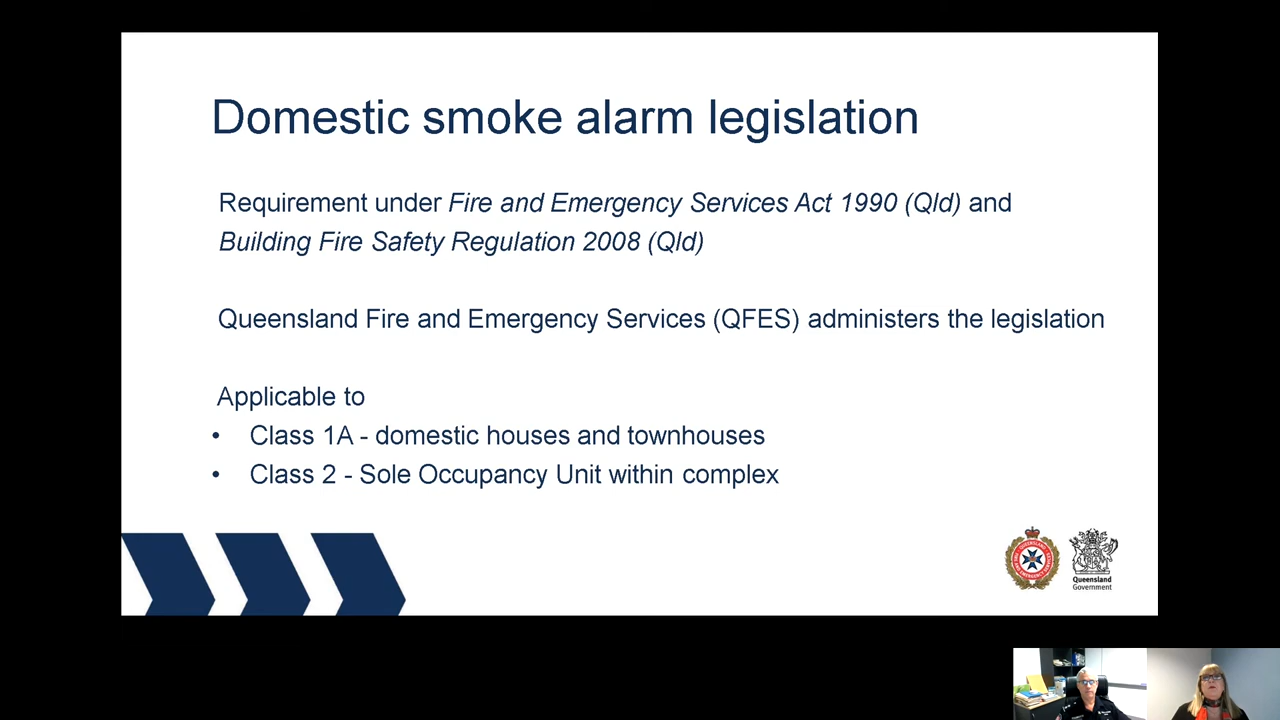 Domestic smoke alarm legislation
Requirement under Fire and Emergency Services Act 1990 (Qld) and
Building Fire Safety Regulation 2008 (Qld)
Queensland Fire and Emergency Services (QFES) administers the legislation
Applicable to
• Class 1A - domestic houses and townhouses
• Class 2 - Sole Occupancy Unit within complex
Queensland
Government